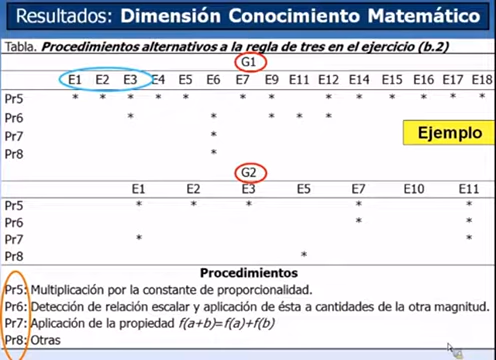 Resultados: Dimensión Conocimiento Matemático
Tabla. Procedimientos alternativos a la regla de tres en el ejercicio (b.2)
G1
E1 E2 E3 E4 E5 E6 E7 E9 E11 E12 E14 E15 E16 E17 E18
Pr5 * * * * * * * * * * * * * *
Pr6 * * * * *
Pr7 *
Pr8 *
Ejemplo
G2
E1 E2 E3 E5 E7 E10 E11
Pr5 * * * * *
Pr6 * *
Pr7 * *
Pr8 *
Procedimientos
Pr5: Multiplicación por la constante de proporcionalidad.
Pr6: Detección de relación escalar y aplicación de ésta a cantidades de la otra magnitud.
Pr7: Aplicación de la propiedad f(a+b)=f(a)+f(b)
Pr8: Otras